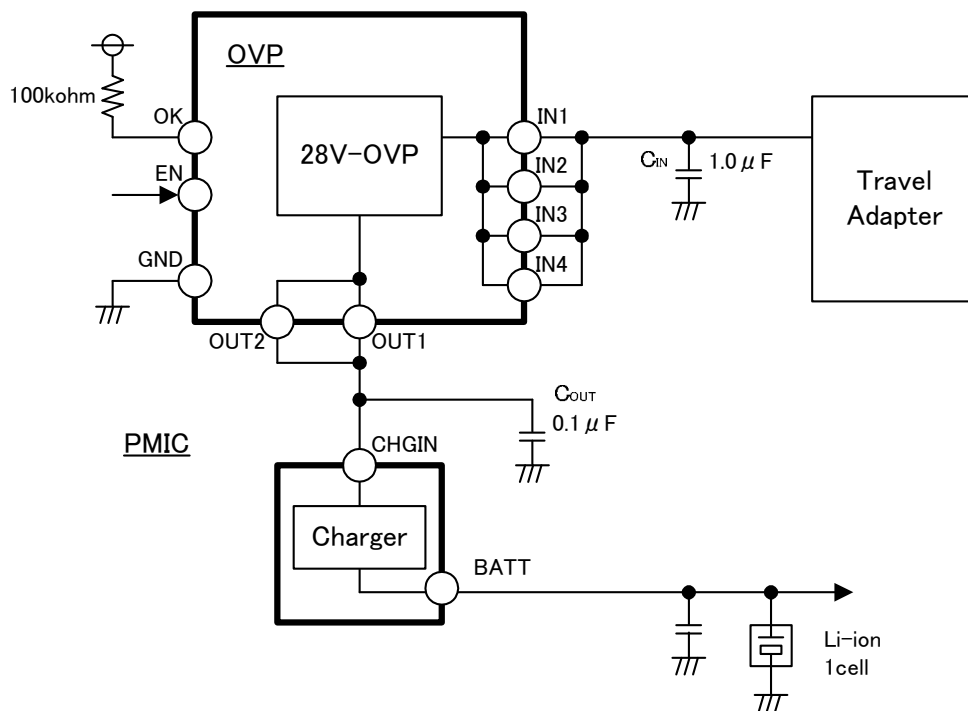 OVP
100kohm
OK
EN
GND
28V-OVP
IN1
IN2
IN3
IN4
CIN
1.0μF
Travel
Adapter
OUT2
OUT1
COUT
0.1μF
PMIC
CHGIN
Charger
BATT
Li-ion
1cell